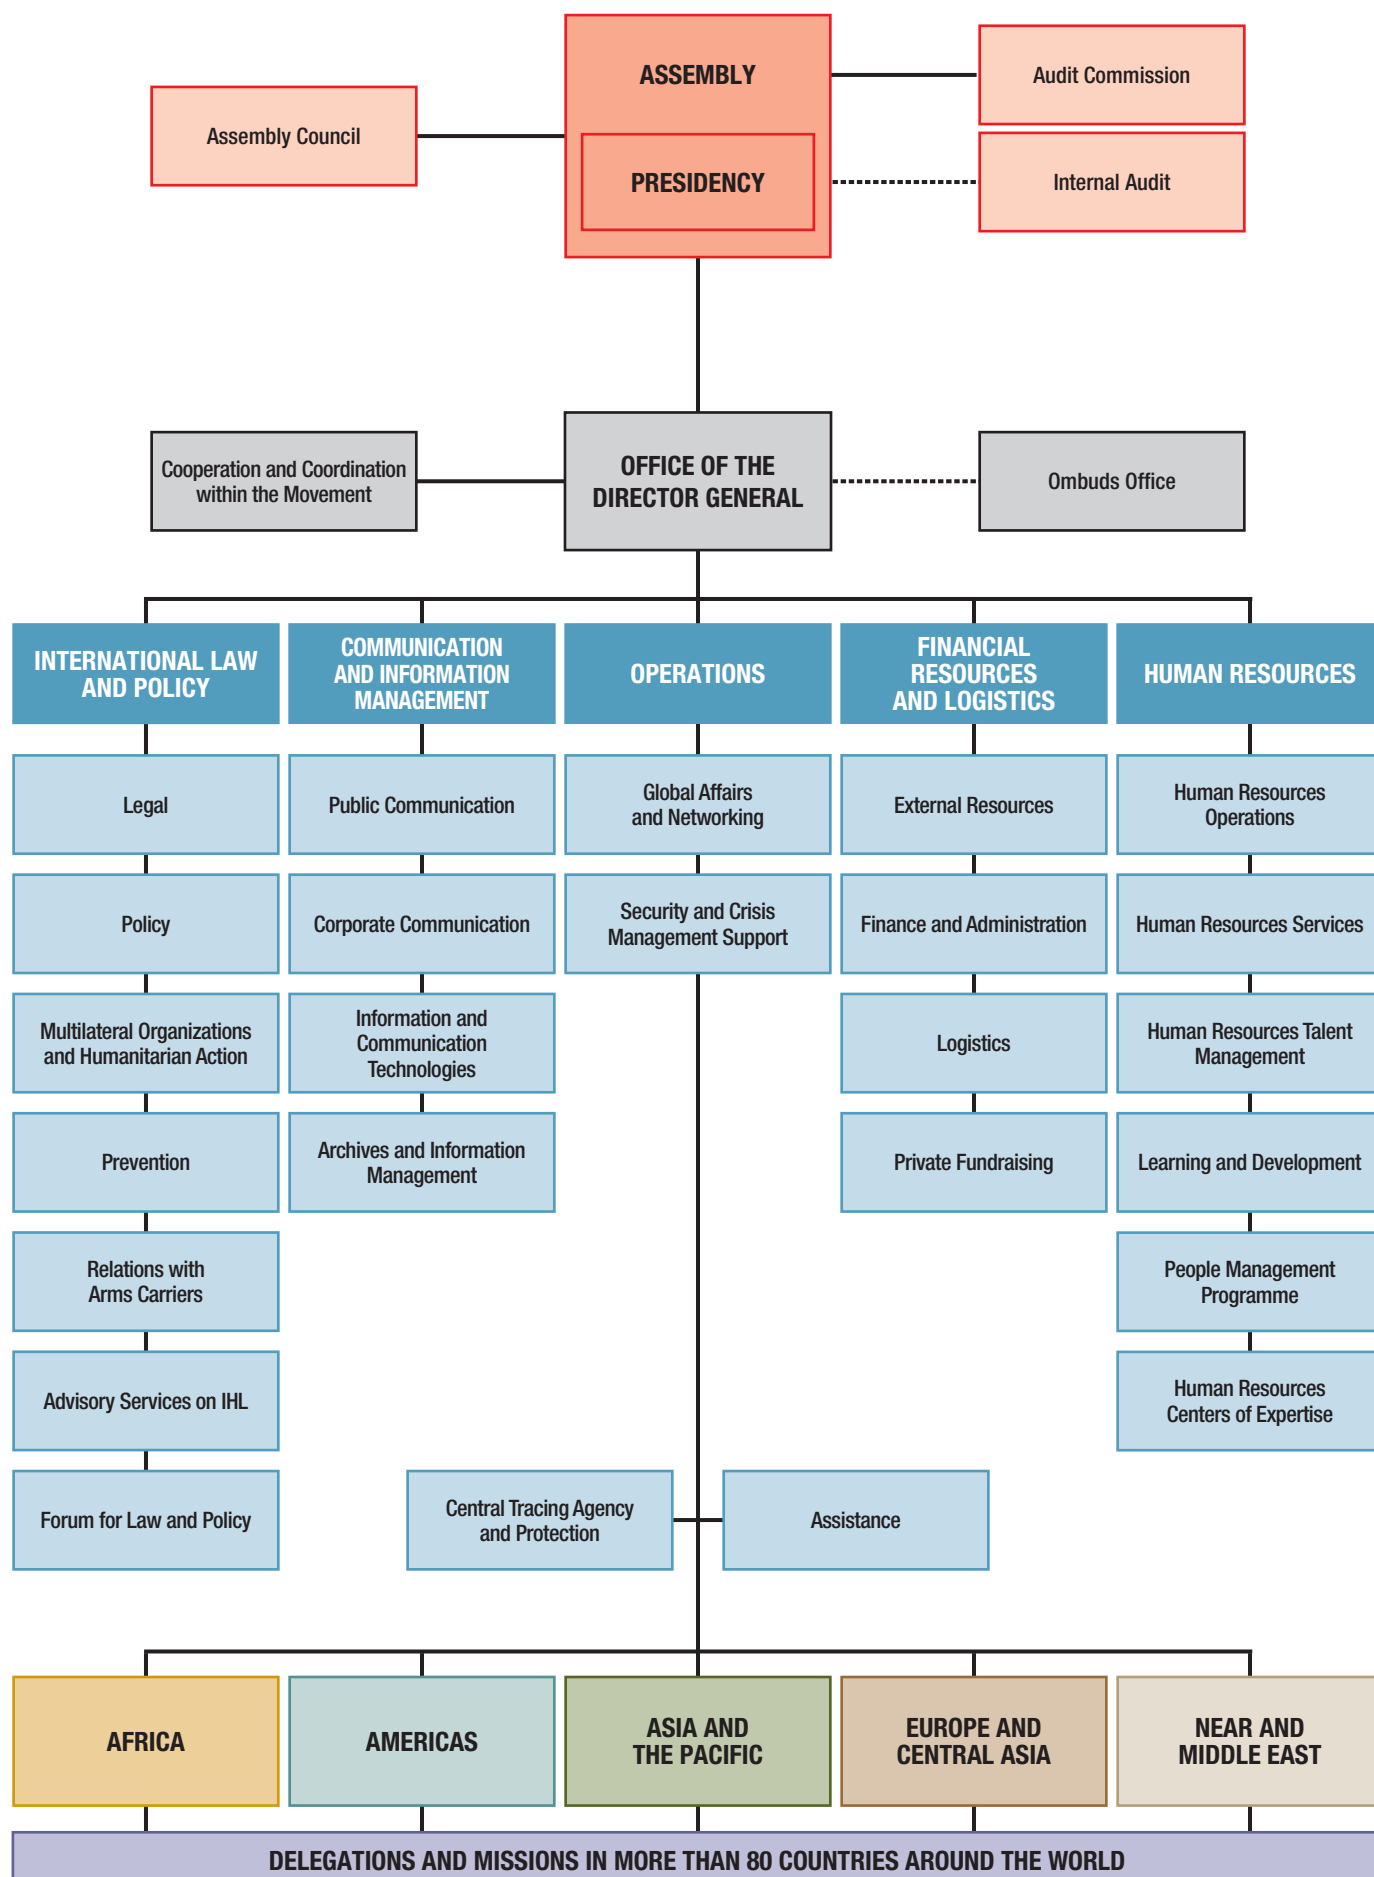 ASSEMBLY
Audit Commission
Assembly Council
PRESIDENCY
Internal Audit
Cooperation and Coordination
within the Movement
OFFICE OF THE
DIRECTOR GENERAL
Ombuds Office
INTERNATIONAL LAW
AND POLICY
COMMUNICATION
AND INFORMATION
MANAGEMENT
OPERATIONS
FINANCIAL
RESOURCES
AND LOGISTICS
HUMAN RESOURCES
Legal
Public Communication
Global Affairs
and Networking
External Resources
Human Resources
Operations
Policy
Corporate Communication
Security and Crisis
Management Support
Finance and Administration
Human Resources Services
Multilateral Organizations
and Humanitarian Action
Information and
Communication
Technologies
Logistics
Human Resources Talent
Management
Prevention
Archives and Information
Management
Private Fundraising
Learning and Development
Relations with
Arms Carriers
People Management
Programme
Advisory Services on IHL
Human Resources
Centers of Expertise
Forum for Law and Policy
Central Tracing Agency
and Protection
Assistance
AFRICA
AMERICAS
ASIA AND
THE PACIFIC
EUROPE AND
CENTRAL ASIA
NEAR AND
MIDDLE EAST
DELEGATIONS AND MISSIONS IN MORE THAN 80 COUNTRIES AROUND THE WORLD